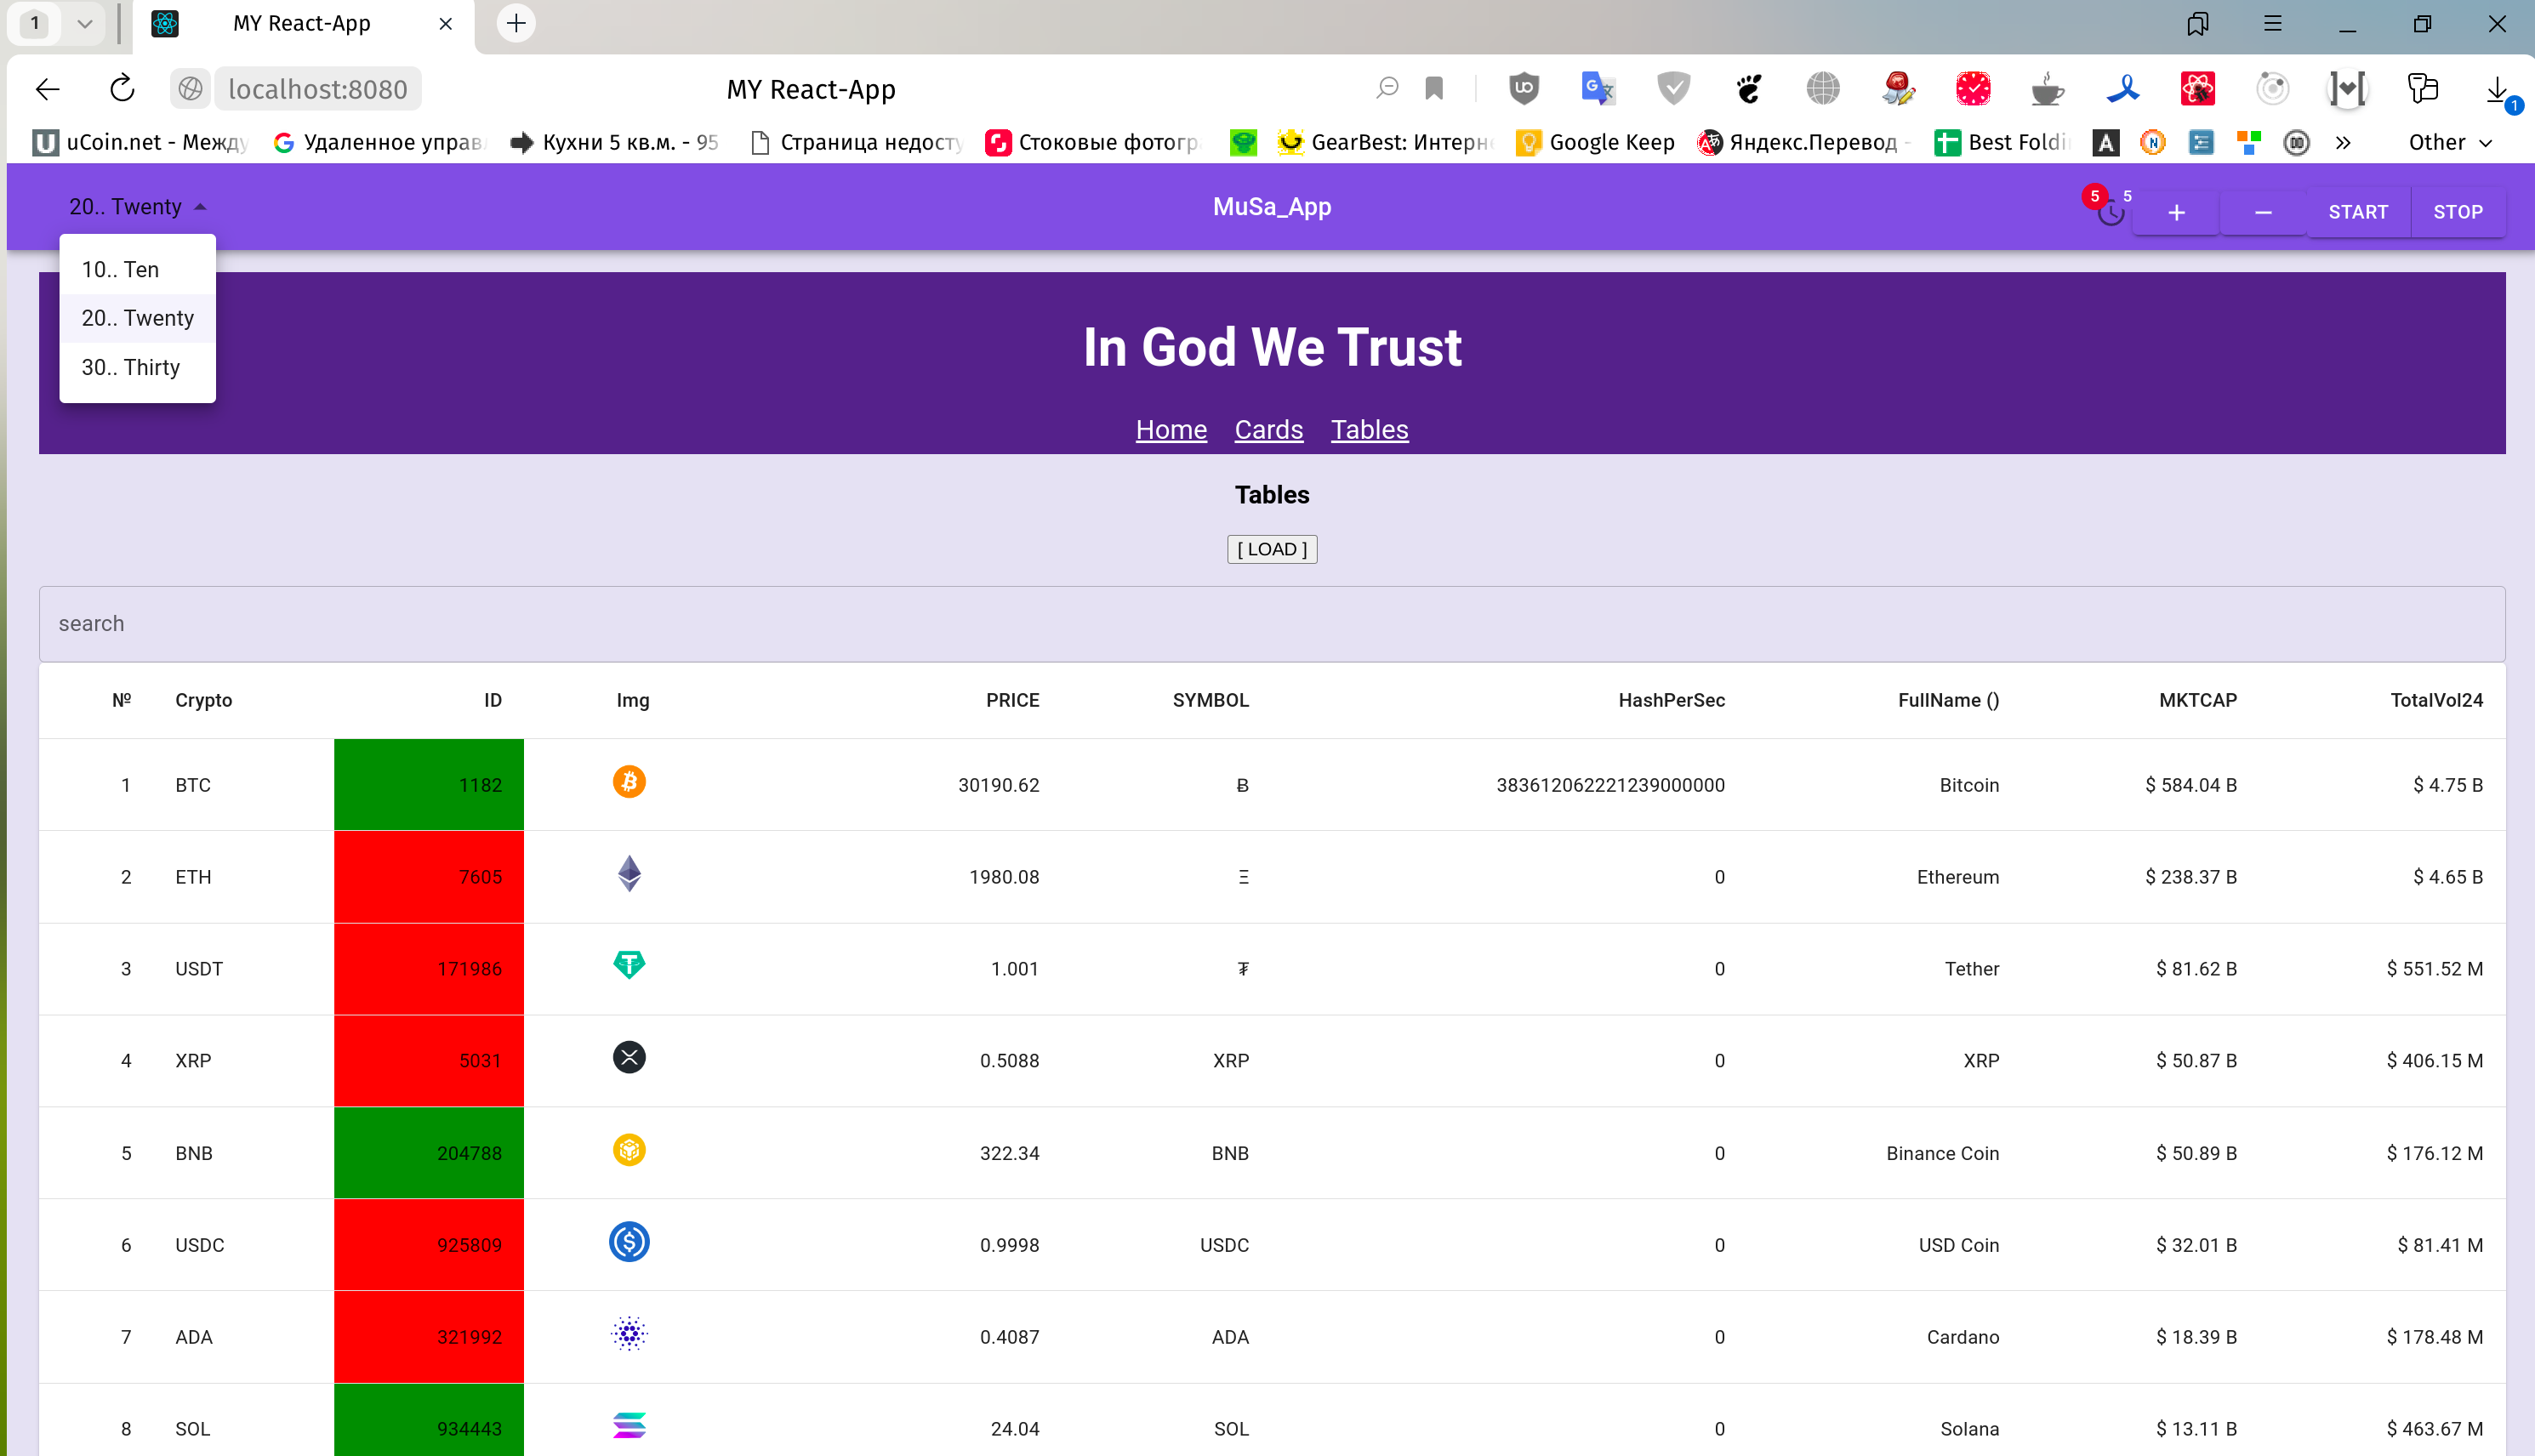 1
MY React-App
localhost:8080
MY React-App
1
uCoin.net - Между
Удаленное управ
Кухни 5 кв.м. - 95
Страница недосту
Стоковые фотогр
GearBest: Интерн
Google Keep
Яндекс.Перевод -
Best Foldi
Other
20.. Twenty
MuSa_App
5 5
START STOP
10.. Ten
20.. Twenty
30.. Thirty
In God We Trust
Home Cards Tables
Tables
[ LOAD ]
search
№ Crypto ID Img PRICE SYMBOL HashPerSec FullName () MKTCAP TotalVol24
1 BTC 1182 30190.62 Ƀ 383612062221239000000 Bitcoin $ 584.04 B $ 4.75 B
2 ETH 7605 1980.08 Ξ 0 Ethereum $ 238.37 B $ 4.65 B
3 USDT 171986 1.001 ₮ 0 Tether $ 81.62 B $ 551.52 M
4 XRP 5031 0.5088 XRP 0 XRP $ 50.87 B $ 406.15 M
5 BNB 204788 322.34 BNB 0 Binance Coin $ 50.89 B $ 176.12 M
6 USDC 925809 0.9998 USDC 0 USD Coin $ 32.01 B $ 81.41 M
7 ADA 321992 0.4087 ADA 0 Cardano $ 18.39 B $ 178.48 M
8 SOL 934443 24.04 SOL 0 Solana $ 13.11 B $ 463.67 M